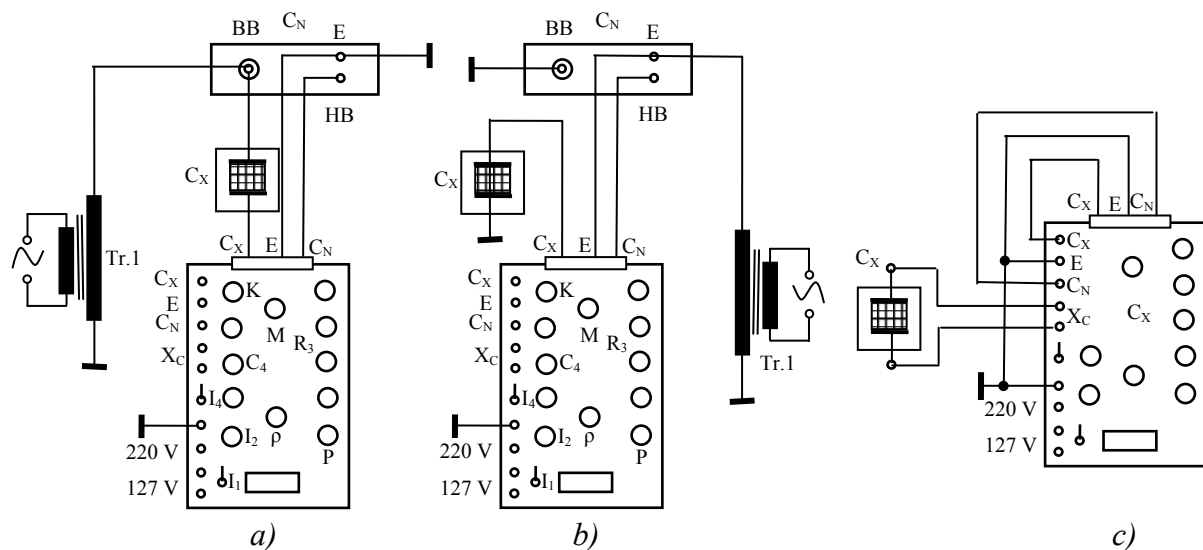 BB C_N E
HB
C_X
Tr.1
C_X E C_N
C_X
E
C_N
X_C
K
M
R_3
C_4
I_4
I_2
ρ
P
220 V
127 V
I_1
a)
BB C_N E
HB
C_X
Tr.1
C_X E C_N
C_X
E
C_N
X_C
K
M
R_3
C_4
I_4
I_2
ρ
P
220 V
127 V
I_1
b)
C_X E C_N
C_X
E
C_N
X_C
C_X
C_X
220 V
127 V
c)